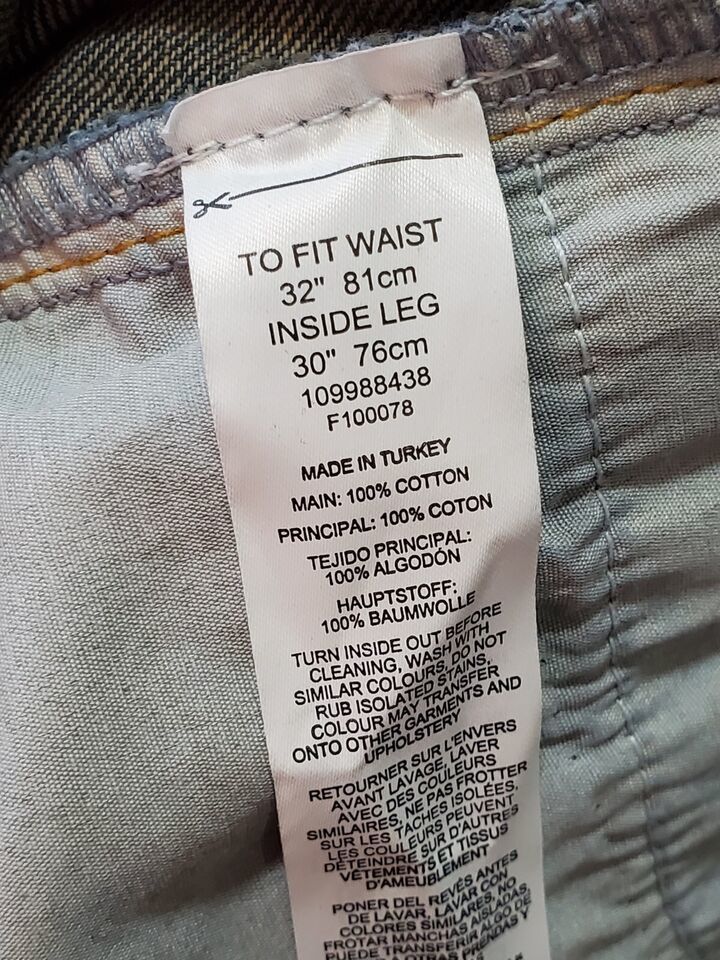 TO FIT WAIST
32" 81cm
INSIDE LEG
30" 76cm
109988438
F100078
MADE IN TURKEY
MAIN: 100% COTTON
PRINCIPAL: 100% COTON
TEJIDO PRINCIPAL:
100% ALGODÓN
HAUPTSTOFF:
100% BAUMWOLLE
TURN INSIDE OUT BEFORE
CLEANING, WASH WITH
SIMILAR COLOURS, DO NOT
RUB ISOLATED STAINS,
COLOUR MAY TRANSFER
ONTO OTHER GARMENTS AND
UPHOLSTERY
RETOURNER SUR L'ENVERS
AVANT LAVAGE, LAVER
AVEC DES COULEURS
SIMILAIRES, NE PAS FROTTER
SUR LES TACHES ISOLÉES,
LES COULEURS PEUVENT
DÉTEINDRE SUR D'AUTRES
VÊTEMENTS ET TISSUS
D'AMEUBLEMENT
PONER DEL REVÉS ANTES
DE LAVAR, LAVAR CON
COLORES SIMILARES, NO
FROTAR MANCHAS AISLADAS,
PUEDE TRANSFERIR ALGO DE
A OTRAS PRENDAS Y